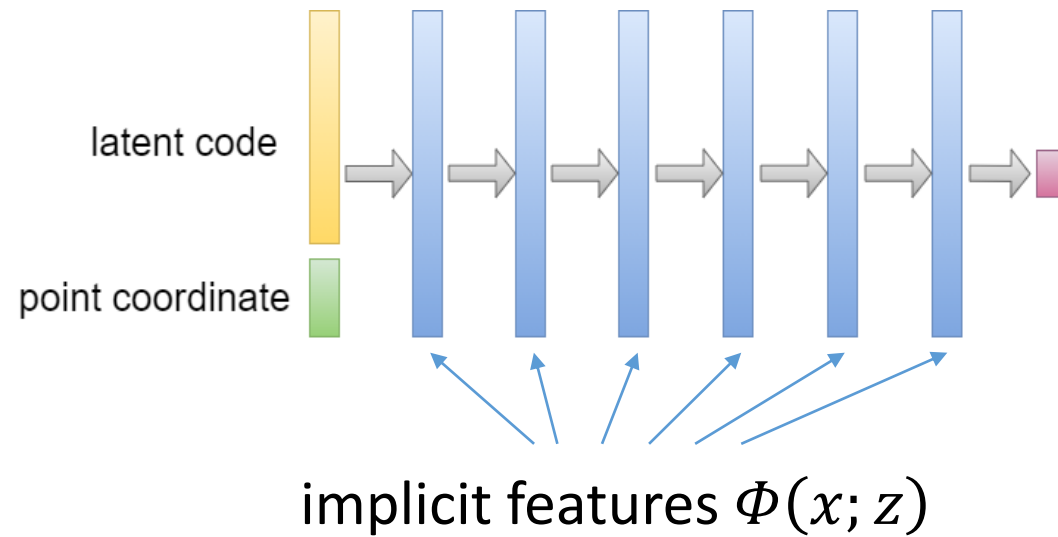 latent code
point coordinate
implicit features Φ(x; z)